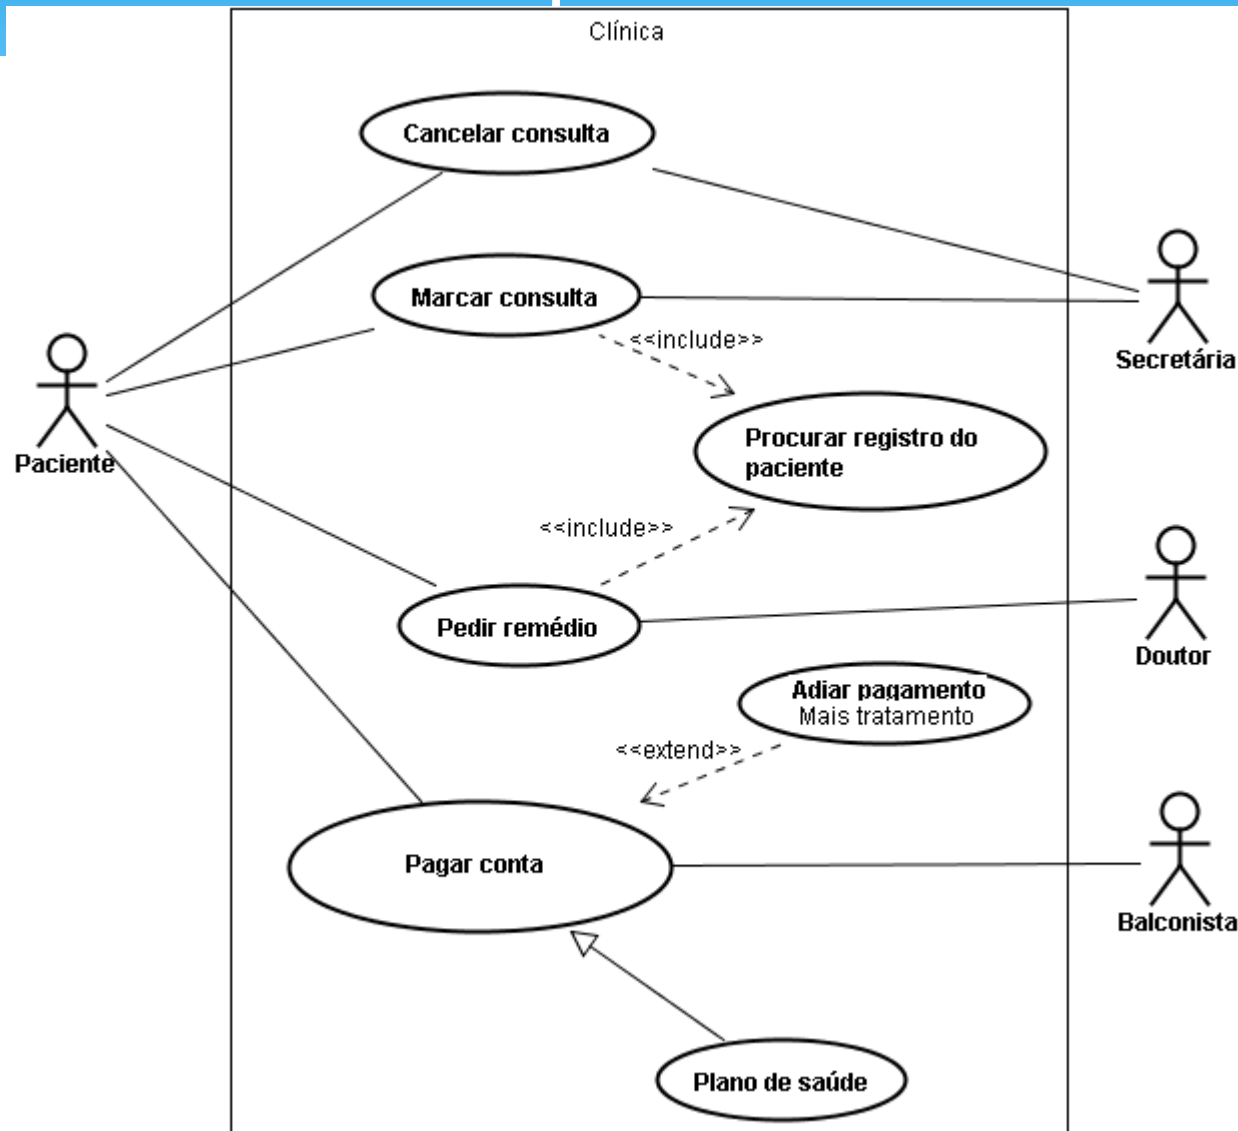 Clínica
Cancelar consulta
Marcar consulta
<<include>>
Secretária
Procurar registro do
paciente
Paciente
<<include>>
Pedir remédio
Doutor
Adiar pagamento
Mais tratamento
<<extend>>
Pagar conta
Balconista
Plano de saúde